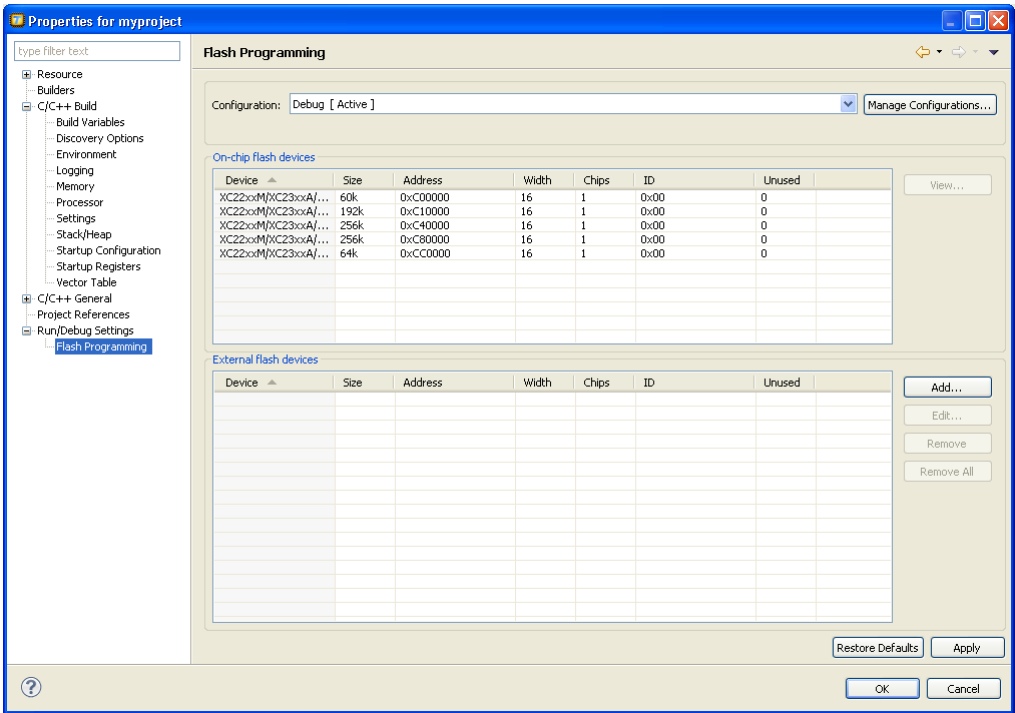 Properties for myproject
type filter text
Resource
Builders
C/C++ Build
Build Variables
Discovery Options
Environment
Logging
Memory
Processor
Settings
Stack/Heap
Startup Configuration
Startup Registers
Vector Table
C/C++ General
Project References
Run/Debug Settings
Flash Programming
Flash Programming
Configuration: Debug [ Active ] Manage Configurations...
On-chip flash devices
Device Size Address Width Chips ID Unused
XC22xxM/XC23xxA/... 60k 0xC00000 16 1 0x00 0
XC22xxM/XC23xxA/... 192k 0xC10000 16 1 0x00 0
XC22xxM/XC23xxA/... 256k 0xC40000 16 1 0x00 0
XC22xxM/XC23xxA/... 256k 0xC80000 16 1 0x00 0
XC22xxM/XC23xxA/... 64k 0xCC0000 16 1 0x00 0
View...
External flash devices
Device Size Address Width Chips ID Unused
Add...
Edit...
Remove
Remove All
Restore Defaults Apply
? OK Cancel